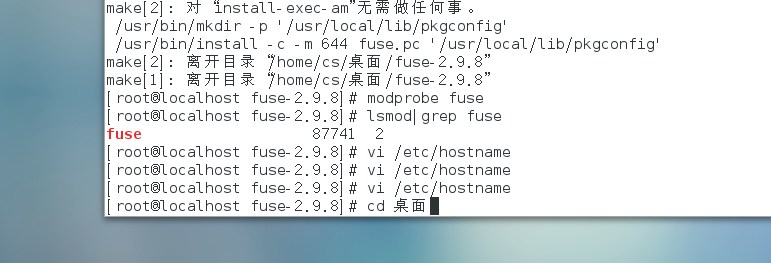 make[2]: 对 “install-exec-am”无需做任何事。
/usr/bin/mkdir -p '/usr/local/lib/pkgconfig'
/usr/bin/install -c -m 644 fuse.pc '/usr/local/lib/pkgconfig'
make[2]: 离开目录 “/home/cs/桌面/fuse-2.9.8”
make[1]: 离开目录 “/home/cs/桌面/fuse-2.9.8”
[root@localhost fuse-2.9.8]# modprobe fuse
[root@localhost fuse-2.9.8]# lsmod|grep fuse
fuse 87741 2
[root@localhost fuse-2.9.8]# vi /etc/hostname
[root@localhost fuse-2.9.8]# vi /etc/hostname
[root@localhost fuse-2.9.8]# vi /etc/hostname
[root@localhost fuse-2.9.8]# cd 桌面